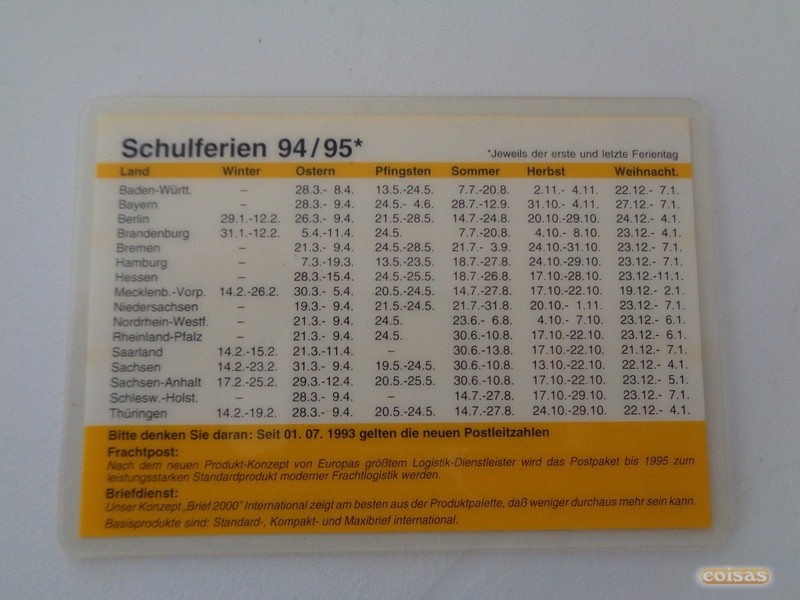 Schulferien 94/95*
*Jeweils der erste und letzte Ferientag
Land Winter Ostern Pfingsten Sommer Herbst Weihnacht.
Baden-Württ. – 28.3.- 8.4. 13.5.-24.5. 7.7.-20.8. 2.11.- 4.11. 22.12.- 7.1.
Bayern – 28.3.- 9.4. 24.5.- 4.6. 28.7.-12.9. 31.10.- 4.11. 27.12.- 7.1.
Berlin 29.1.-12.2. 26.3.- 9.4. 21.5.-28.5. 14.7.-24.8. 20.10.-29.10. 24.12.- 4.1.
Brandenburg 31.1.-12.2. 5.4.-11.4. 24.5. 7.7.-20.8. 4.10.- 8.10. 23.12.- 4.1.
Bremen – 21.3.- 9.4. 24.5.-28.5. 21.7.- 3.9. 24.10.-31.10. 23.12.- 7.1.
Hamburg – 7.3.-19.3. 13.5.-23.5. 18.7.-27.8. 24.10.-29.10. 23.12.- 7.1.
Hessen – 28.3.-15.4. 24.5.-25.5. 18.7.-26.8. 17.10.-28.10. 23.12.-11.1.
Mecklenb.-Vorp. 14.2.-26.2. 30.3.- 5.4. 20.5.-24.5. 14.7.-27.8. 17.10.-22.10. 19.12.- 2.1.
Niedersachsen – 19.3.- 9.4. 21.5.-24.5. 21.7.-31.8. 20.10.- 1.11. 23.12.- 7.1.
Nordrhein-Westf. – 21.3.- 9.4. 24.5. 23.6.- 6.8. 4.10.- 7.10. 23.12.- 6.1.
Rheinland-Pfalz – 21.3.- 9.4. 24.5. 30.6.-10.8. 17.10.-22.10. 23.12.- 6.1.
Saarland 14.2.-15.2. 21.3.-11.4. – 30.6.-13.8. 17.10.-22.10. 21.12.- 7.1.
Sachsen 14.2.-23.2. 31.3.- 9.4. 19.5.-24.5. 30.6.-10.8. 13.10.-22.10. 22.12.- 4.1.
Sachsen-Anhalt 17.2.-25.2. 29.3.-12.4. 20.5.-25.5. 30.6.-10.8. 17.10.-22.10. 23.12.- 5.1.
Schlesw.-Holst. – 28.3.- 9.4. – 14.7.-27.8. 17.10.-29.10. 23.12.- 7.1.
Thüringen 14.2.-19.2. 28.3.- 9.4. 20.5.-24.5. 14.7.-27.8. 24.10.-29.10. 22.12.- 4.1.
Bitte denken Sie daran: Seit 01. 07. 1993 gelten die neuen Postleitzahlen
Frachtpost:
Nach dem neuen Produkt-Konzept von Europas größtem Logistik-Dienstleister wird das Postpaket bis 1995 zum
leistungsstarken Standardprodukt moderner Frachtlogistik werden.
Briefdienst:
Unser Konzept „Brief 2000" International zeigt am besten aus der Produktpalette, daß weniger durchaus mehr sein kann.
Basisprodukte sind: Standard-, Kompakt- und Maxibrief international.
coisas